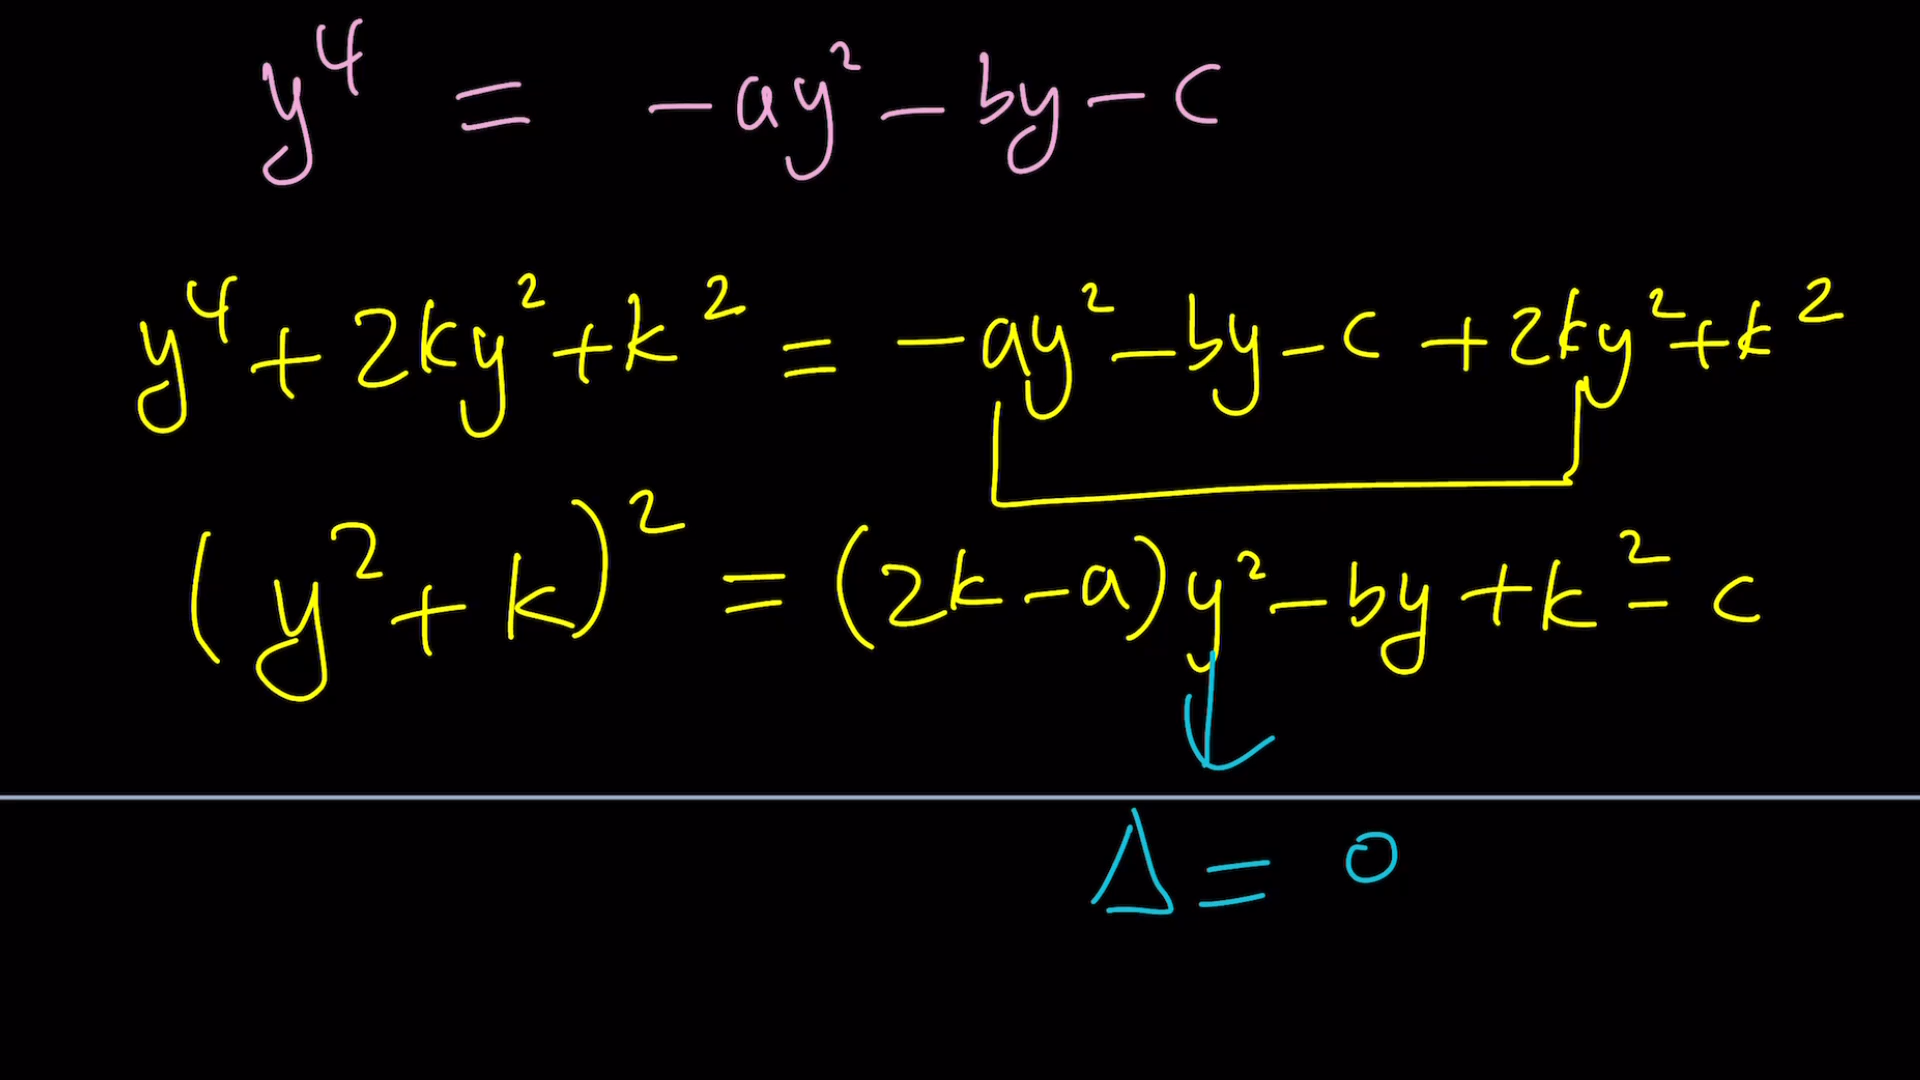 y⁴ = -ay² - by - c
y⁴ + 2ky² + k² = -ay² - by - c + 2ky² + k²
(y² + k)² = (2k - a)y² - by + k² - c
Δ = 0